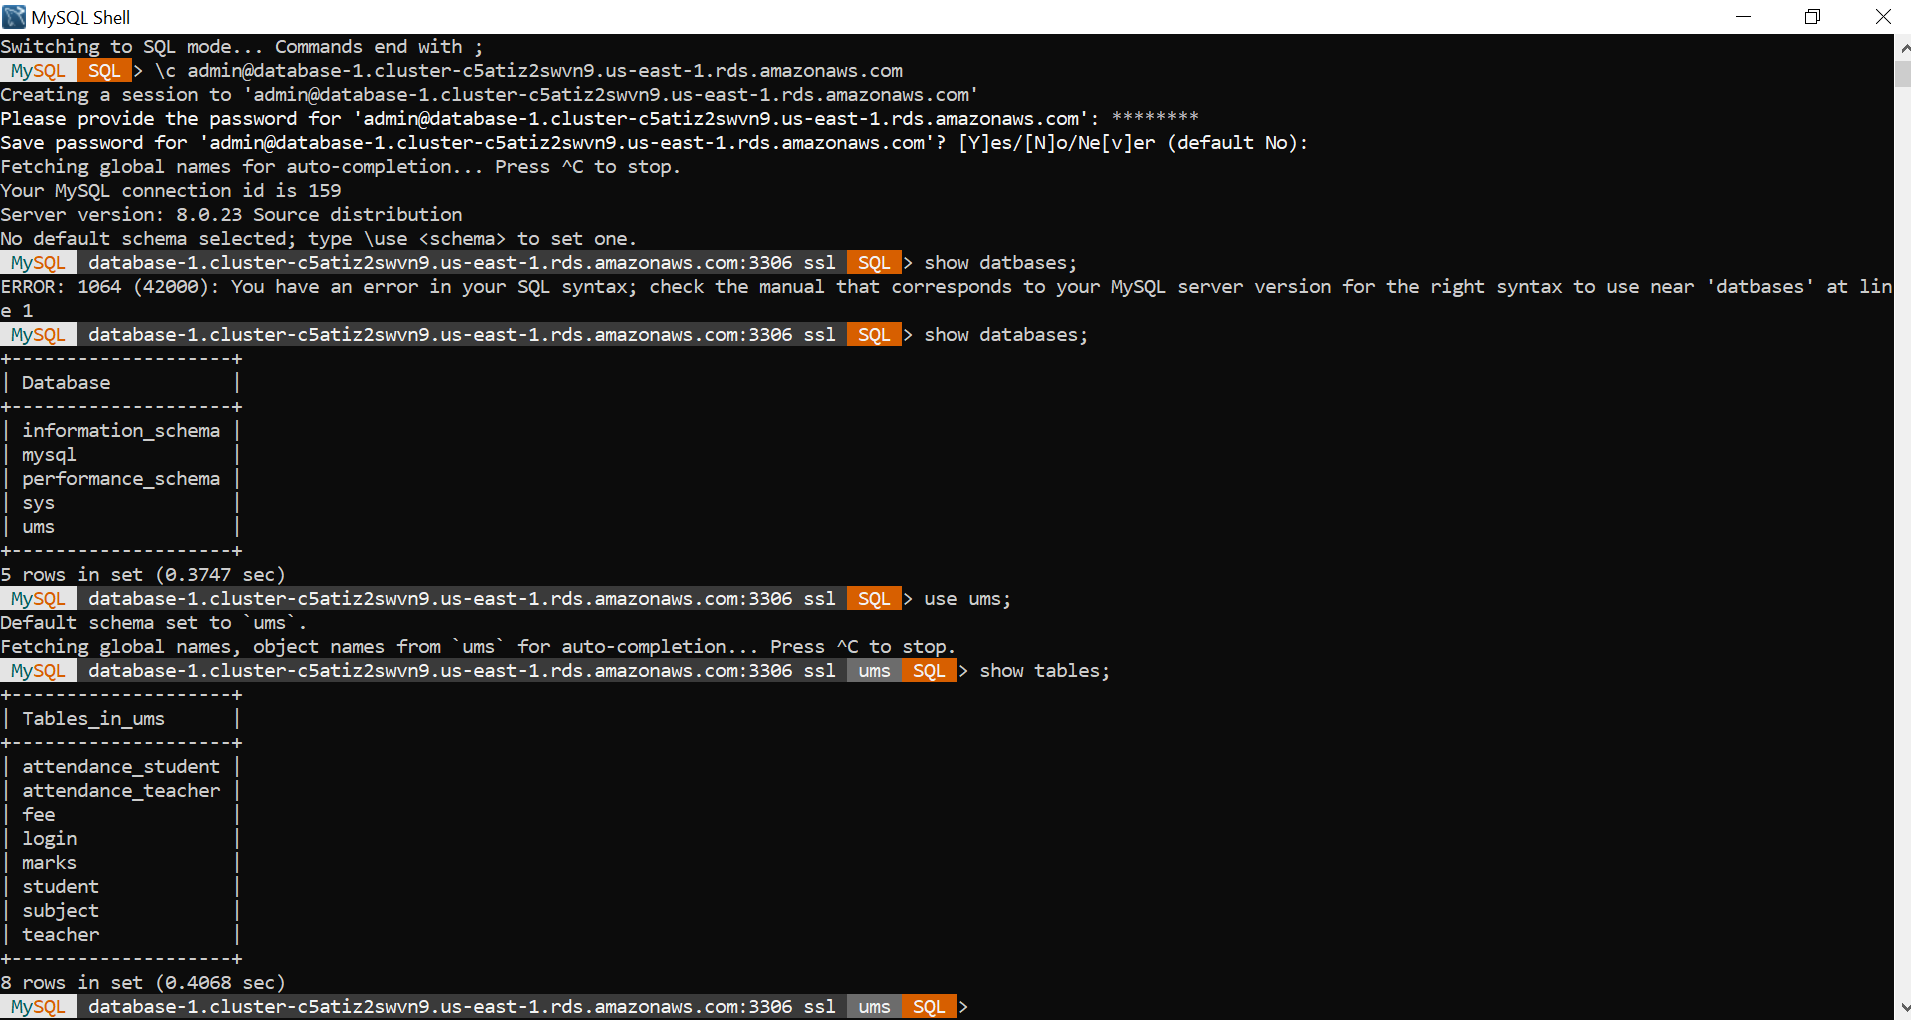 MySQL Shell
Switching to SQL mode... Commands end with ;
MySQL SQL > \c admin@database-1.cluster-c5atiz2swvn9.us-east-1.rds.amazonaws.com
Creating a session to 'admin@database-1.cluster-c5atiz2swvn9.us-east-1.rds.amazonaws.com'
Please provide the password for 'admin@database-1.cluster-c5atiz2swvn9.us-east-1.rds.amazonaws.com': ********
Save password for 'admin@database-1.cluster-c5atiz2swvn9.us-east-1.rds.amazonaws.com'? [Y]es/[N]o/Ne[v]er (default No):
Fetching global names for auto-completion... Press ^C to stop.
Your MySQL connection id is 159
Server version: 8.0.23 Source distribution
No default schema selected; type \use <schema> to set one.
MySQL database-1.cluster-c5atiz2swvn9.us-east-1.rds.amazonaws.com:3306 ssl SQL > show datbases;
ERROR: 1064 (42000): You have an error in your SQL syntax; check the manual that corresponds to your MySQL server version for the right syntax to use near 'datbases' at lin
e 1
MySQL database-1.cluster-c5atiz2swvn9.us-east-1.rds.amazonaws.com:3306 ssl SQL > show databases;
+--------------------+
| Database           |
+--------------------+
| information_schema |
| mysql              |
| performance_schema |
| sys                |
| ums                |
+--------------------+
5 rows in set (0.3747 sec)
MySQL database-1.cluster-c5atiz2swvn9.us-east-1.rds.amazonaws.com:3306 ssl SQL > use ums;
Default schema set to `ums`.
Fetching global names, object names from `ums` for auto-completion... Press ^C to stop.
MySQL database-1.cluster-c5atiz2swvn9.us-east-1.rds.amazonaws.com:3306 ssl ums SQL > show tables;
+--------------------+
| Tables_in_ums      |
+--------------------+
| attendance_student |
| attendance_teacher |
| fee                |
| login              |
| marks              |
| student            |
| subject            |
| teacher            |
+--------------------+
8 rows in set (0.4068 sec)
MySQL database-1.cluster-c5atiz2swvn9.us-east-1.rds.amazonaws.com:3306 ssl ums SQL >